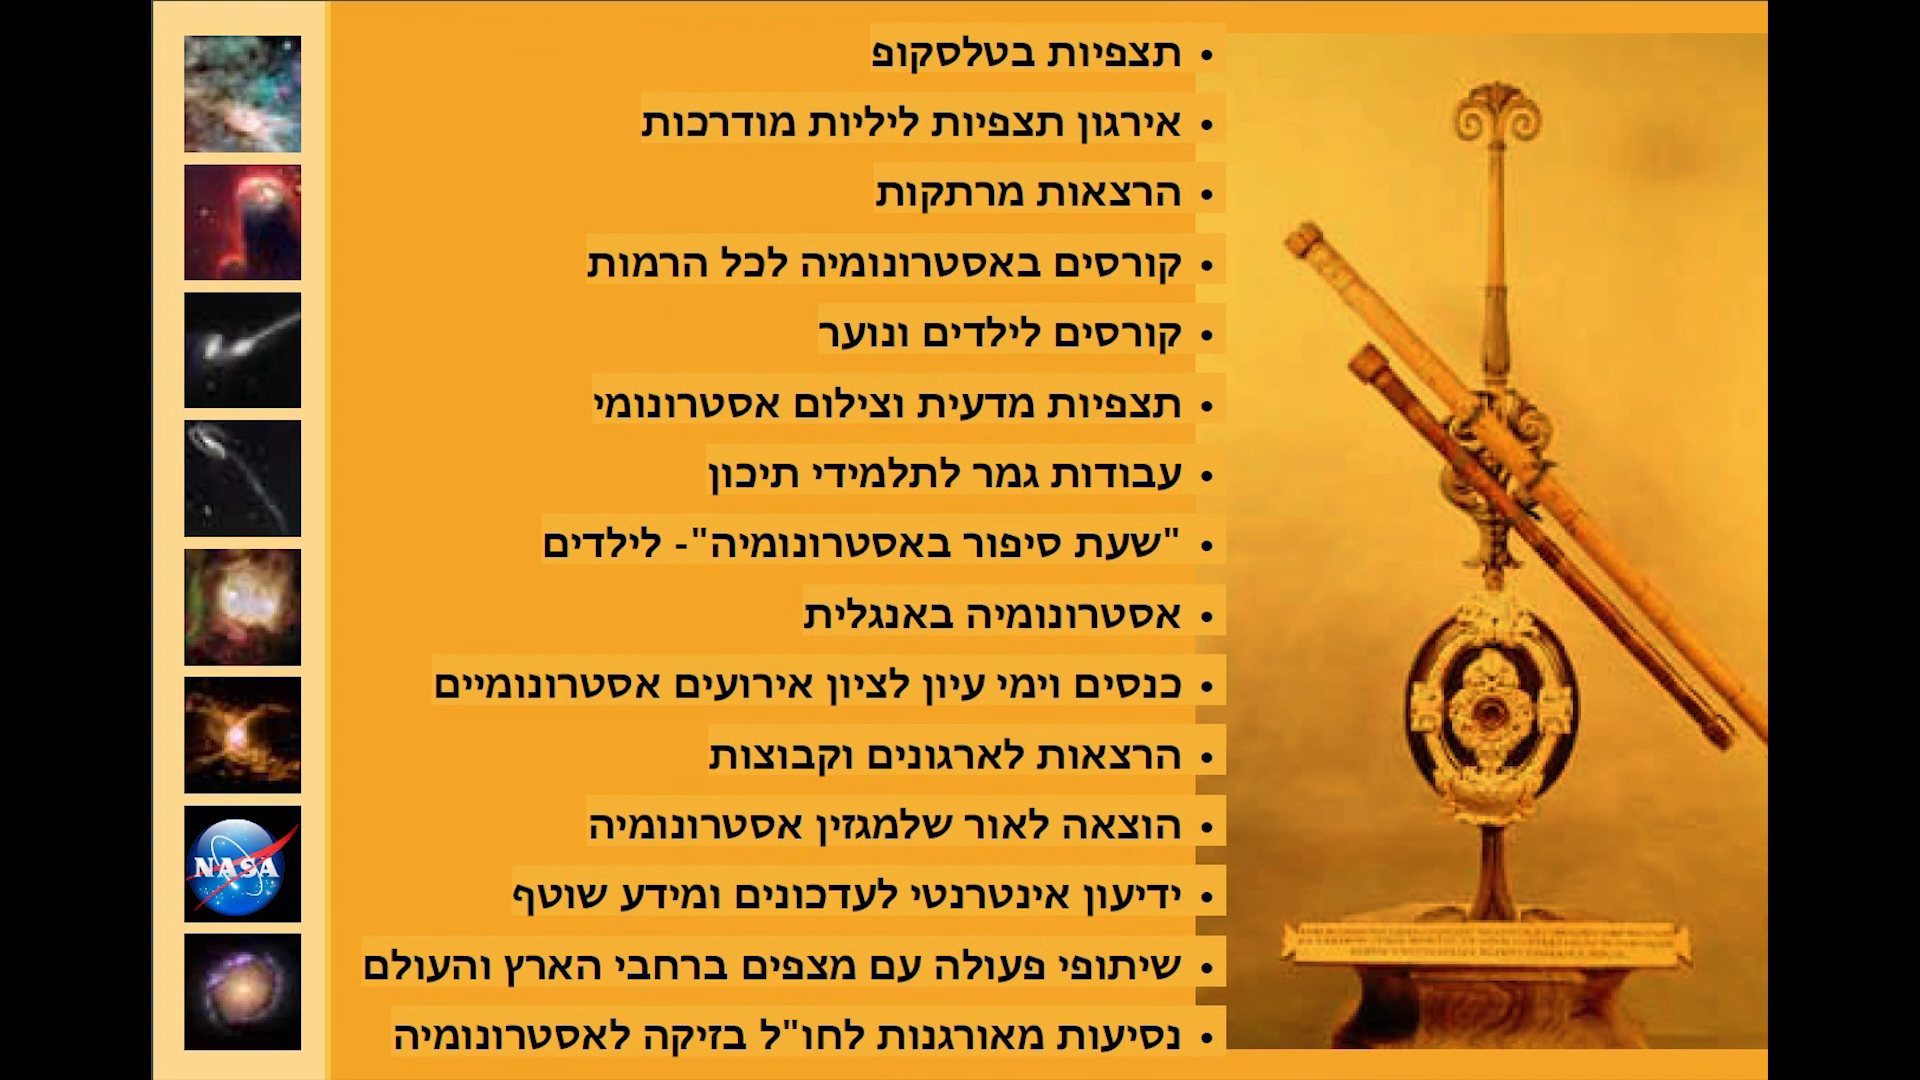 • תצפיות בטלסקופ
• אירגון תצפיות ליליות מודרכות
• הרצאות מרתקות
• קורסים באסטרונומיה לכל הרמות
• קורסים לילדים ונוער
• תצפיות מדעית וצילום אסטרונומי
• עבודות גמר לתלמידי תיכון
• "שעת סיפור באסטרונומיה"- לילדים
• אסטרונומיה באנגלית
• כנסים וימי עיון לציון אירועים אסטרונומיים
• הרצאות לארגונים וקבוצות
• הוצאה לאור שלמגזין אסטרונומיה
• ידיעון אינטרנטי לעדכונים ומידע שוטף
• שיתופי פעולה עם מצפים ברחבי הארץ והעולם
• נסיעות מאורגנות לחו"ל בזיקה לאסטרונומיה
NASA